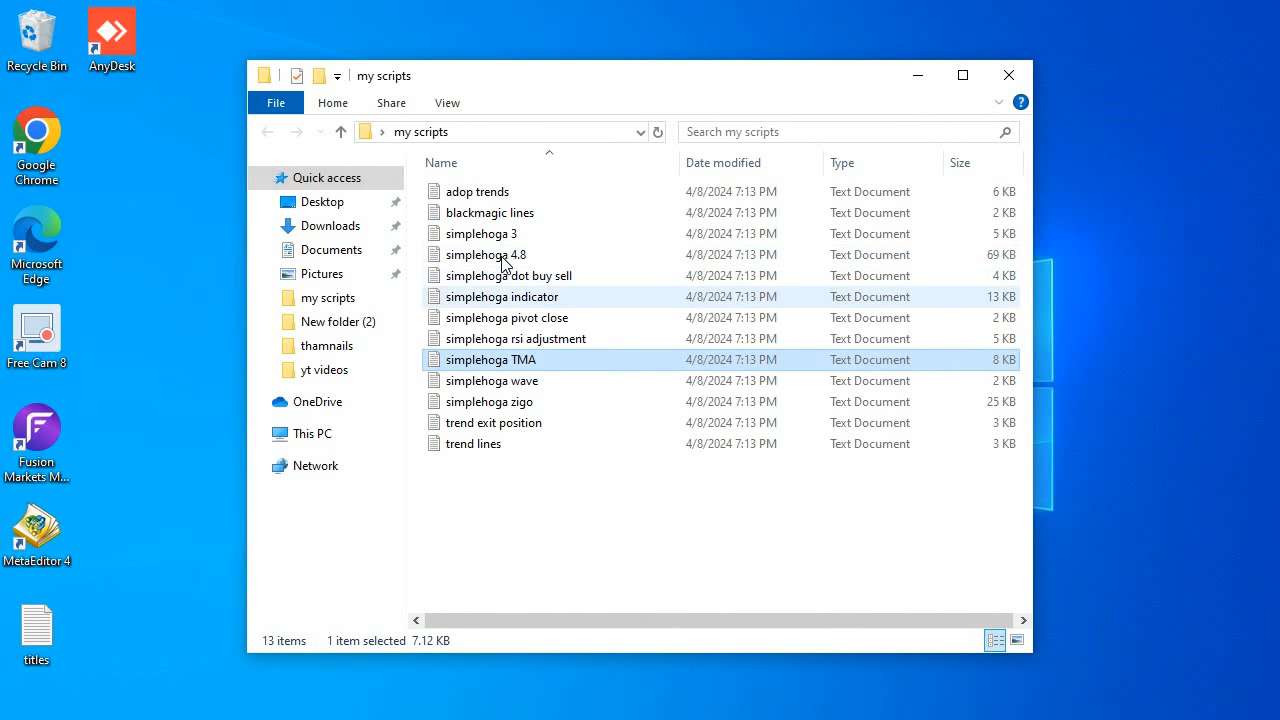 Recycle Bin
AnyDesk
Google
Chrome
Microsoft
Edge
Free Cam 8
Fusion
Markets M...
MetaEditor 4
titles
my scripts
File
Home
Share
View
my scripts
Search my scripts
Quick access
Desktop
Downloads
Documents
Pictures
my scripts
New folder (2)
thamnails
yt videos
OneDrive
This PC
Network
Name Date modified Type Size
adop trends 4/8/2024 7:13 PM Text Document 6 KB
blackmagic lines 4/8/2024 7:13 PM Text Document 2 KB
simplehoga 3 4/8/2024 7:13 PM Text Document 5 KB
simplehoga 4.8 4/8/2024 7:13 PM Text Document 69 KB
simplehoga dot buy sell 4/8/2024 7:13 PM Text Document 4 KB
simplehoga indicator 4/8/2024 7:13 PM Text Document 13 KB
simplehoga pivot close 4/8/2024 7:13 PM Text Document 2 KB
simplehoga rsi adjustment 4/8/2024 7:13 PM Text Document 5 KB
simplehoga TMA 4/8/2024 7:13 PM Text Document 8 KB
simplehoga wave 4/8/2024 7:13 PM Text Document 2 KB
simplehoga zigo 4/8/2024 7:13 PM Text Document 25 KB
trend exit position 4/8/2024 7:13 PM Text Document 3 KB
trend lines 4/8/2024 7:13 PM Text Document 3 KB
13 items 1 item selected 7.12 KB